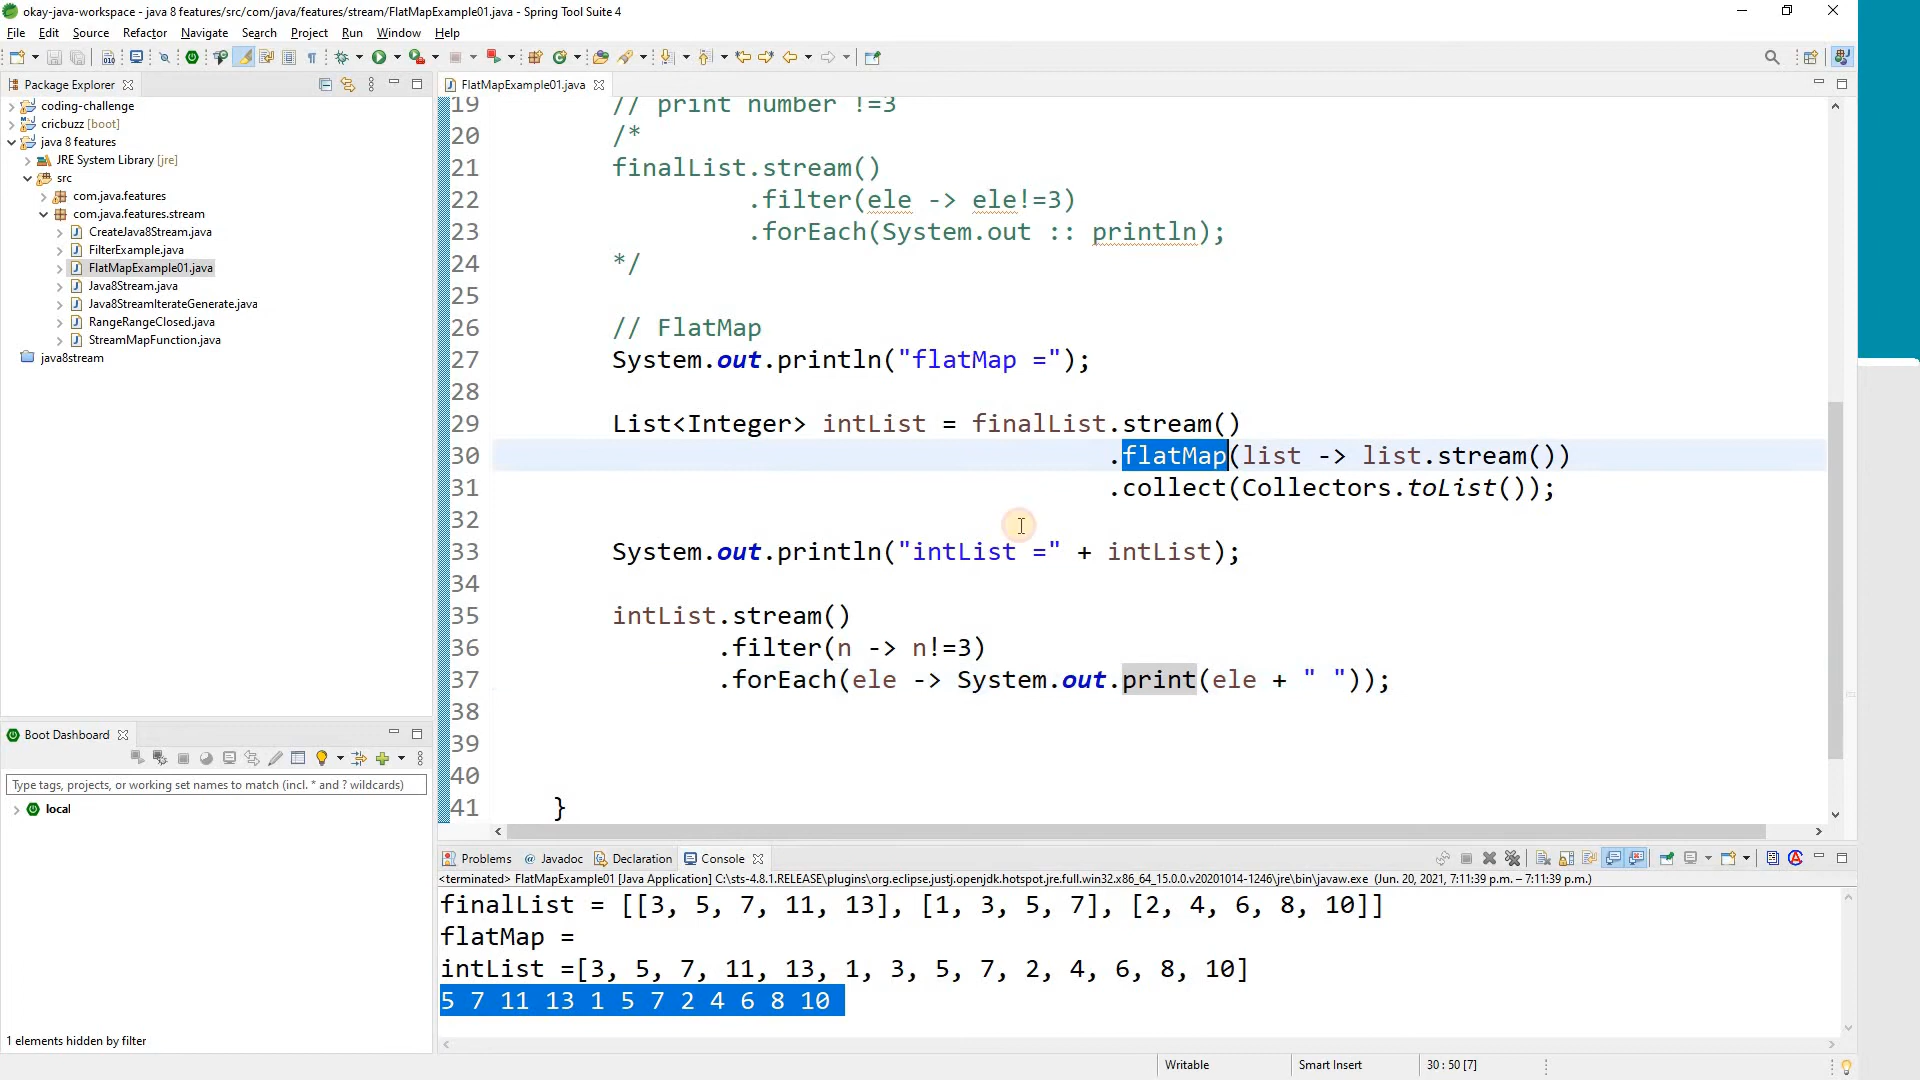 okay-java-workspace - java 8 features/src/com/java/features/stream/FlatMapExample01.java - Spring Tool Suite 4
File Edit Source Refactor Navigate Search Project Run Window Help
Package Explorer
coding-challenge
cricbuzz [boot]
java 8 features
JRE System Library [jre]
src
com.java.features
com.java.features.stream
CreateJava8Stream.java
FilterExample.java
FlatMapExample01.java
Java8Stream.java
Java8StreamIterateGenerate.java
RangeRangeClosed.java
StreamMapFunction.java
java8stream
Boot Dashboard
Type tags, projects, or working set names to match (incl. * and ? wildcards)
local
1 elements hidden by filter
FlatMapExample01.java
19 // print number !=3
20 /*
21 finalList.stream()
22 .filter(ele -> ele!=3)
23 .forEach(System.out :: println);
24 */
25
26 // FlatMap
27 System.out.println("flatMap =");
28
29 List<Integer> intList = finalList.stream()
30 .flatMap(list -> list.stream())
31 .collect(Collectors.toList());
32
33 System.out.println("intList =" + intList);
34
35 intList.stream()
36 .filter(n -> n!=3)
37 .forEach(ele -> System.out.print(ele + " "));
38
39
40
41 }
Problems @ Javadoc Declaration Console
<terminated> FlatMapExample01 [Java Application] C:\sts-4.8.1.RELEASE\plugins\org.eclipse.justj.openjdk.hotspot.jre.full.win32.x86_64_15.0.0.v20201014-1246\jre\bin\javaw.exe (Jun. 20, 2021, 7:11:39 p.m. – 7:11:39 p.m.)
finalList = [[3, 5, 7, 11, 13], [1, 3, 5, 7], [2, 4, 6, 8, 10]]
flatMap =
intList =[3, 5, 7, 11, 13, 1, 3, 5, 7, 2, 4, 6, 8, 10]
5 7 11 13 1 5 7 2 4 6 8 10
Writable Smart Insert 30 : 50 [7]